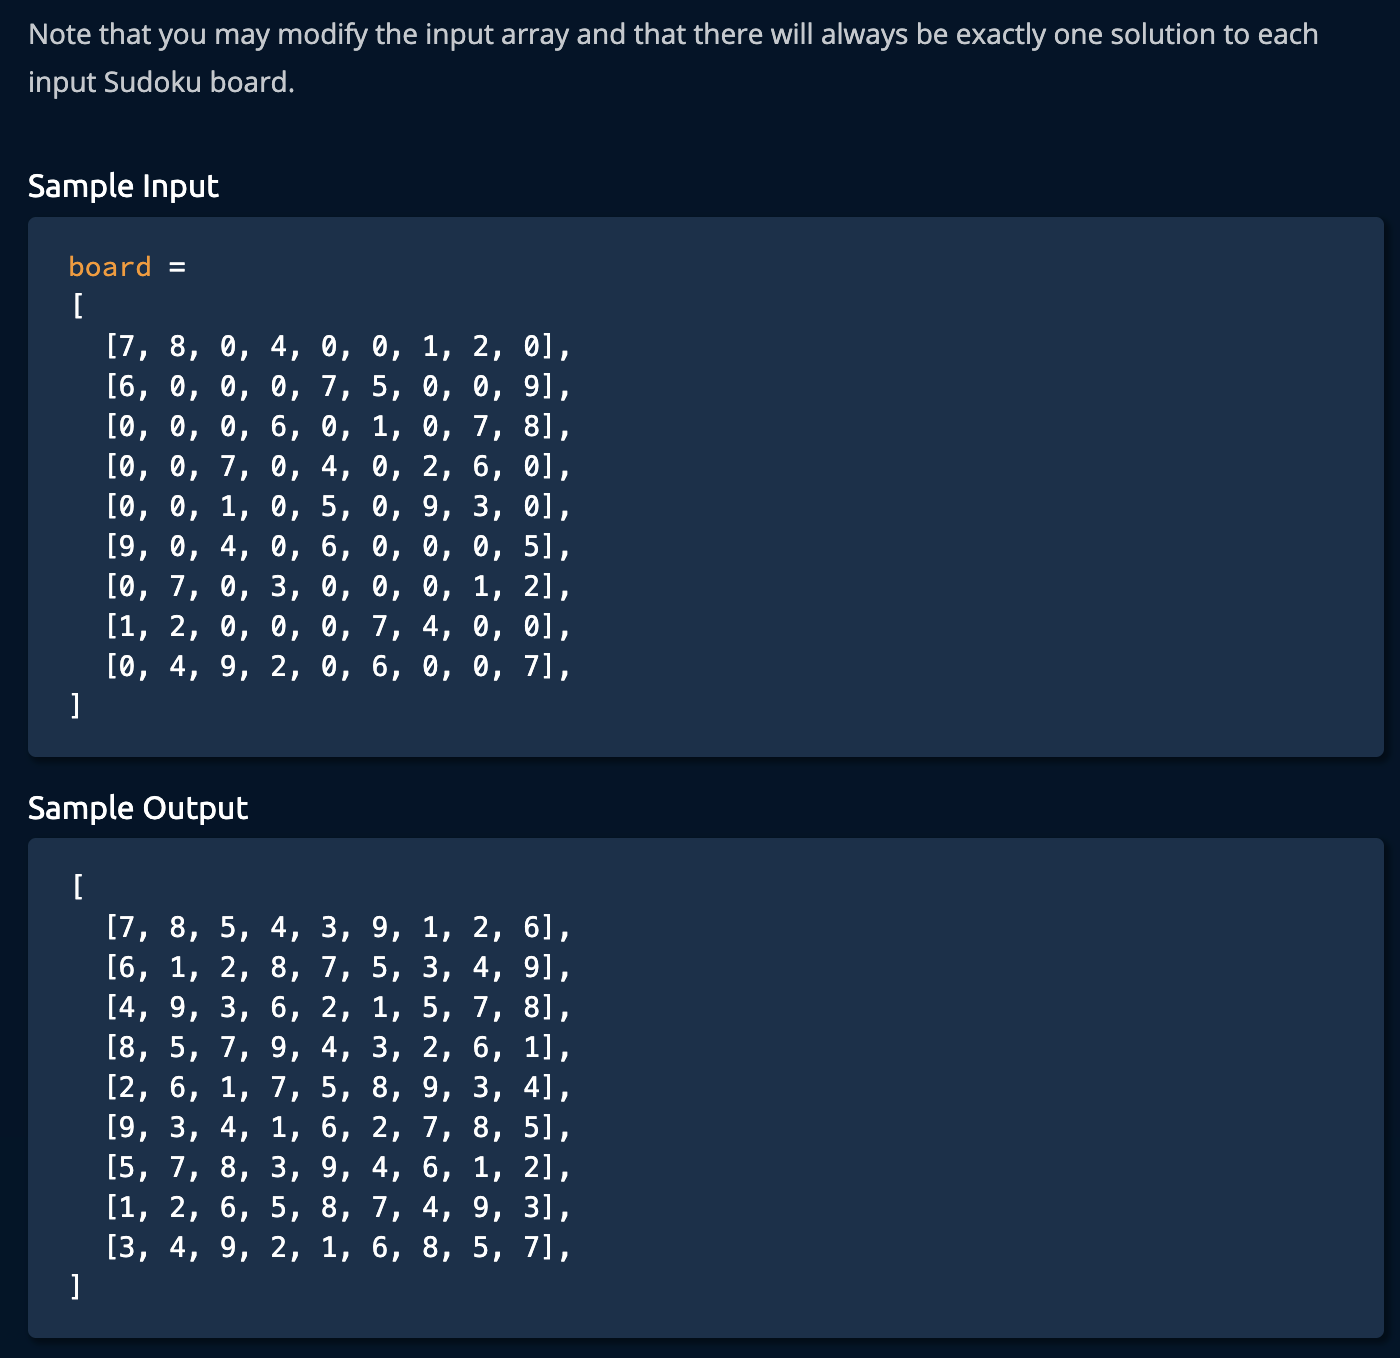 Note that you may modify the input array and that there will always be exactly one solution to each
input Sudoku board.
Sample Input
board =
[
[7, 8, 0, 4, 0, 0, 1, 2, 0],
[6, 0, 0, 0, 7, 5, 0, 0, 9],
[0, 0, 0, 6, 0, 1, 0, 7, 8],
[0, 0, 7, 0, 4, 0, 2, 6, 0],
[0, 0, 1, 0, 5, 0, 9, 3, 0],
[9, 0, 4, 0, 6, 0, 0, 0, 5],
[0, 7, 0, 3, 0, 0, 0, 1, 2],
[1, 2, 0, 0, 0, 7, 4, 0, 0],
[0, 4, 9, 2, 0, 6, 0, 0, 7],
]
Sample Output
[
[7, 8, 5, 4, 3, 9, 1, 2, 6],
[6, 1, 2, 8, 7, 5, 3, 4, 9],
[4, 9, 3, 6, 2, 1, 5, 7, 8],
[8, 5, 7, 9, 4, 3, 2, 6, 1],
[2, 6, 1, 7, 5, 8, 9, 3, 4],
[9, 3, 4, 1, 6, 2, 7, 8, 5],
[5, 7, 8, 3, 9, 4, 6, 1, 2],
[1, 2, 6, 5, 8, 7, 4, 9, 3],
[3, 4, 9, 2, 1, 6, 8, 5, 7],
]